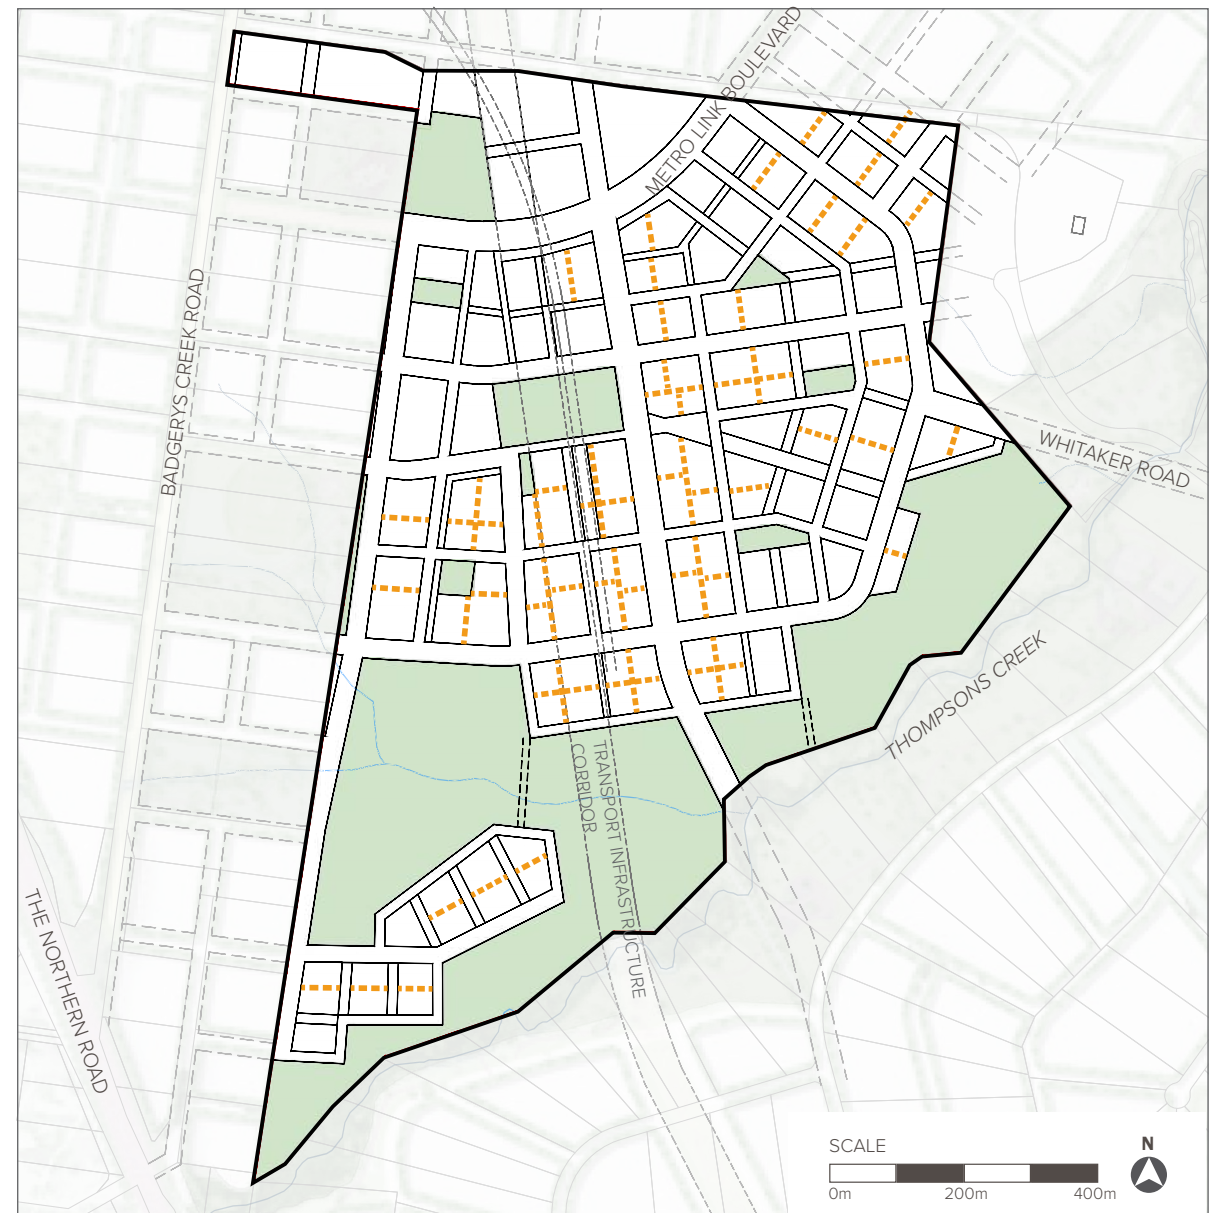 METRO LINK BOULEVARD
BADGERYS CREEK ROAD
WHITAKER ROAD
THOMPSONS CREEK
TRANSPORT INFRASTRUCTURE
CORRIDOR
THE NORTHERN ROAD
SCALE
N
0m 200m 400m